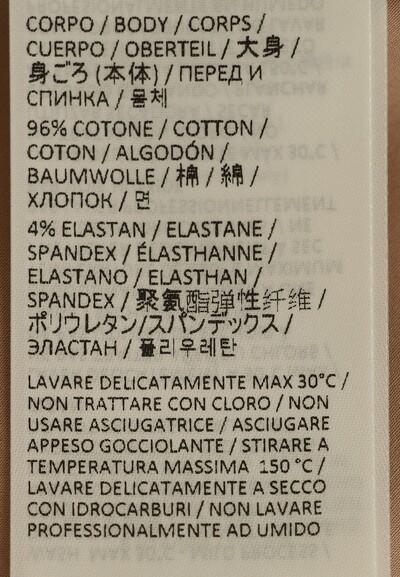 CORPO / BODY / CORPS /
CUERPO / OBERTEIL / 大身 /
身ごろ (本体) / ПЕРЕД И
СПИНКА / 몸체
96% COTONE / COTTON /
COTON / ALGODÓN /
BAUMWOLLE / 棉 / 綿 /
ХЛОПОК / 면
4% ELASTAN / ELASTANE /
SPANDEX / ÉLASTHANNE /
ELASTANO / ELASTHAN /
SPANDEX / 聚氨酯弹性纤维 /
ポリウレタン/スパンデックス /
ЭЛАСТАН / 폴리우레탄
LAVARE DELICATAMENTE MAX 30°C /
NON TRATTARE CON CLORO / NON
USARE ASCIUGATRICE / ASCIUGARE
APPESO GOCCIOLANTE / STIRARE A
TEMPERATURA MASSIMA 150 °C /
LAVARE DELICATAMENTE A SECCO
CON IDROCARBURI / NON LAVARE
PROFESSIONALMENTE AD UMIDO